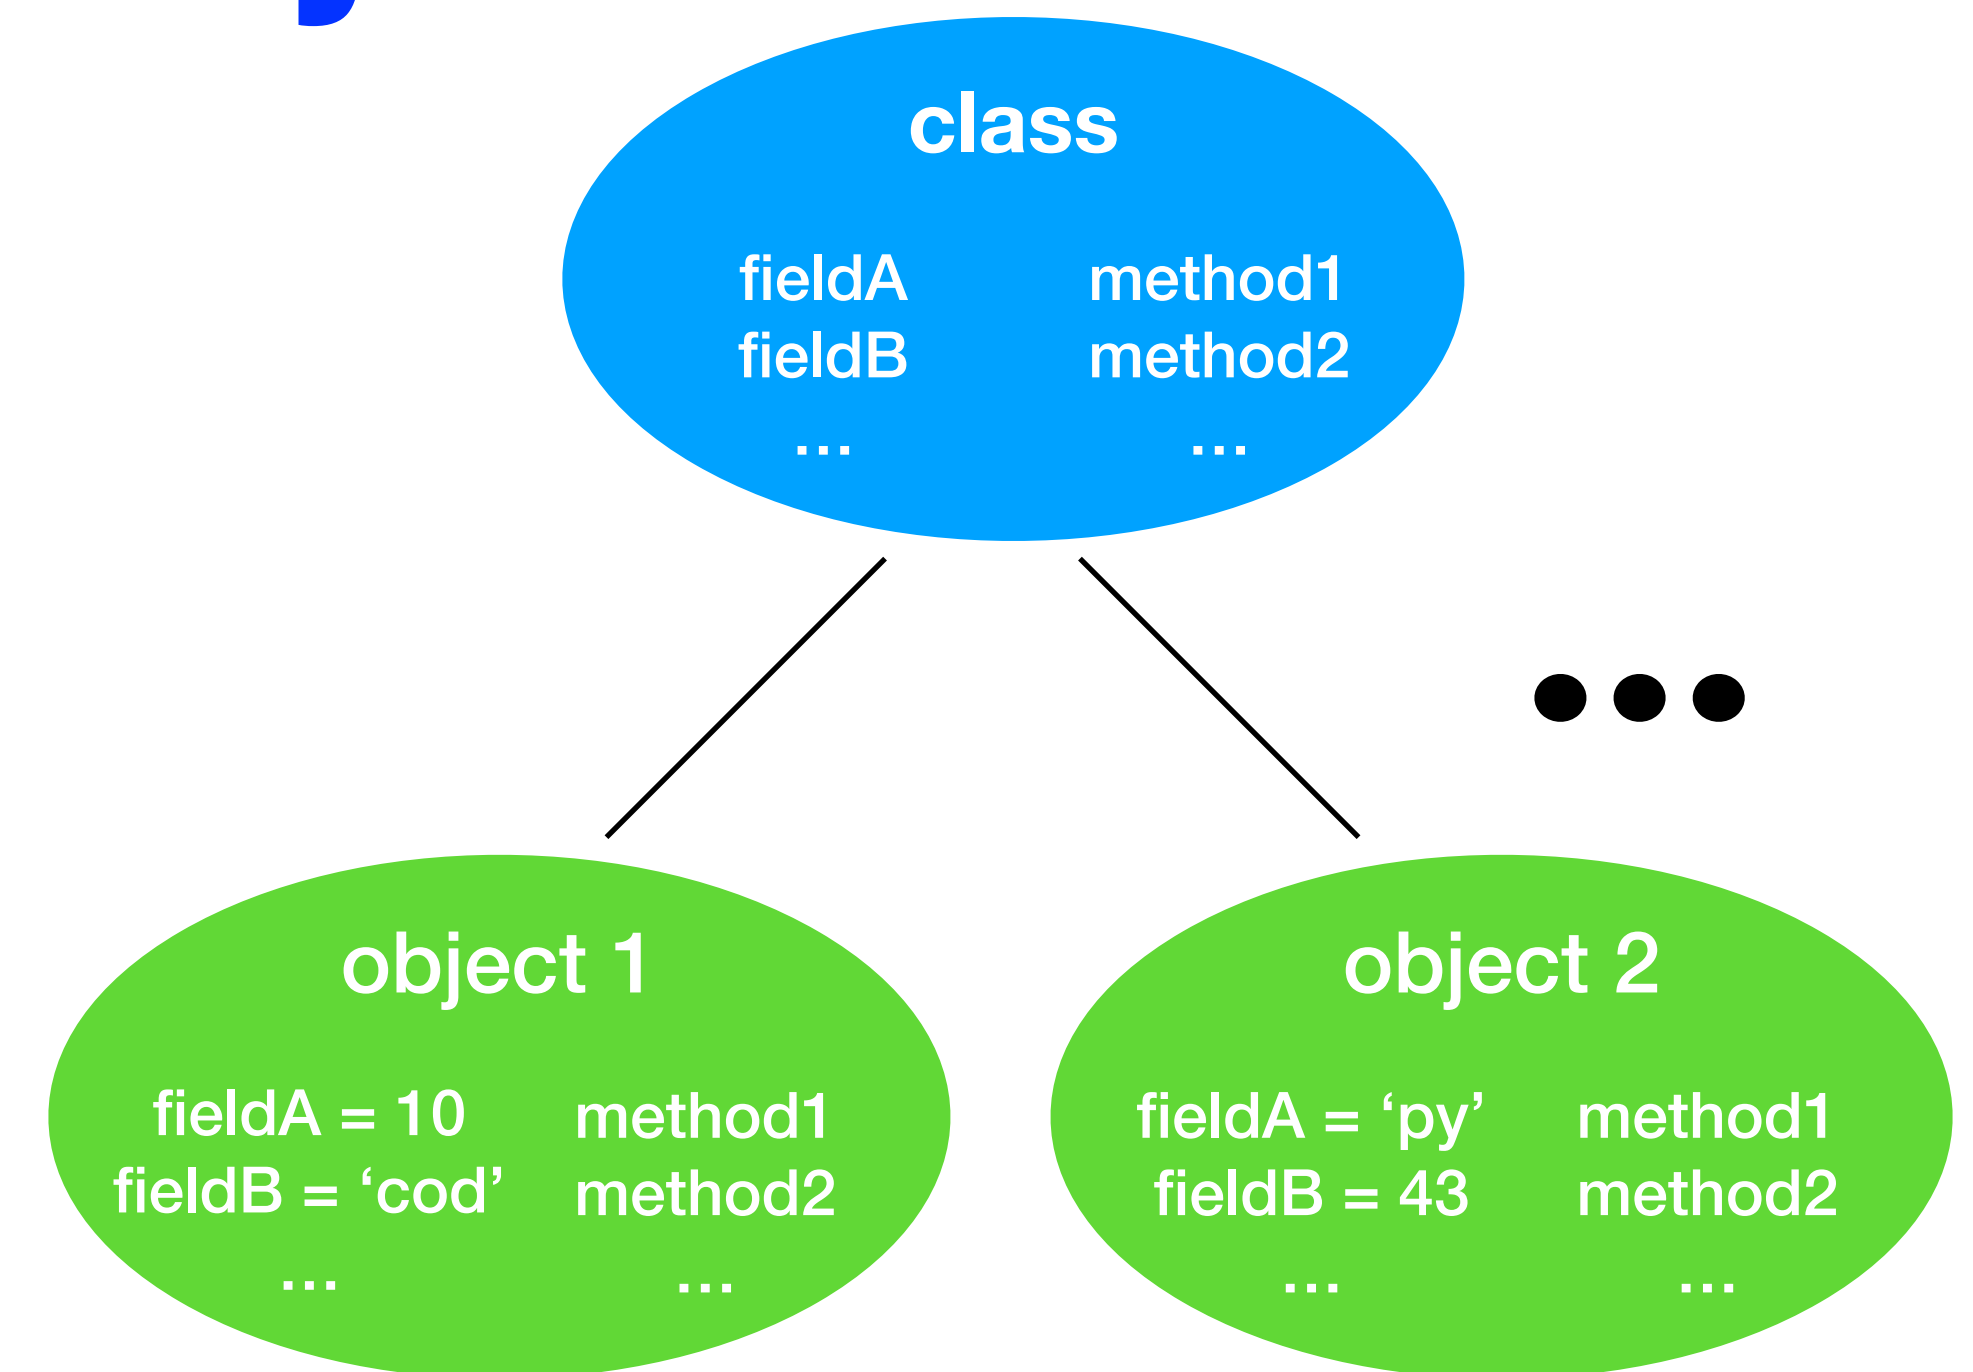 class
fieldA method1
fieldB method2
... ...
object 1
fieldA = 10 method1
fieldB = ‘cod’ method2
... ...
object 2
fieldA = ‘py’ method1
fieldB = 43 method2
... ...